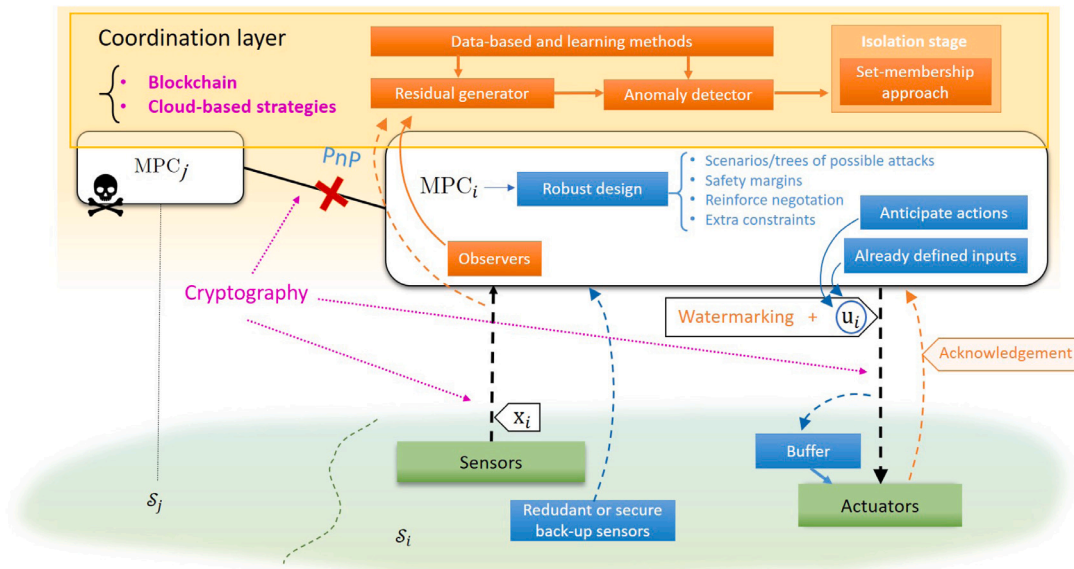 Coordination layer
• Blockchain
• Cloud-based strategies
Data-based and learning methods
Residual generator
Anomaly detector
Isolation stage
Set-membership
approach
MPCj
PnP
MPCi
Robust design
• Scenarios/trees of possible attacks
• Safety margins
• Reinforce negotation
• Extra constraints
Anticipate actions
Already defined inputs
Observers
Cryptography
Watermarking + ui
Acknowledgement
xi
Sensors
Buffer
Actuators
Redudant or secure
back-up sensors
Sj
Si